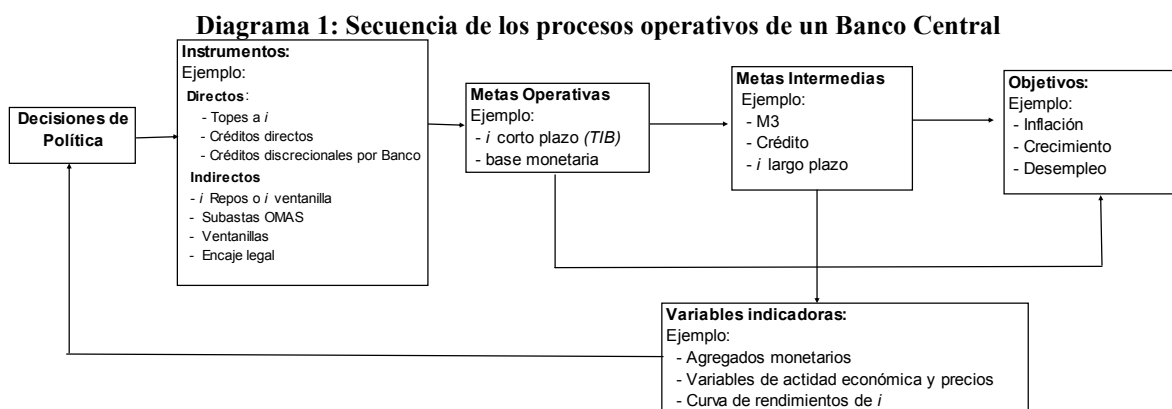 Diagrama 1: Secuencia de los procesos operativos de un Banco Central
Decisiones de
Política
Instrumentos:
Ejemplo:
Directos:
- Topes a i
- Créditos directos
- Créditos discrecionales por Banco
Indirectos
- i Repos o i ventanilla
- Subastas OMAS
- Ventanillas
- Encaje legal
Metas Operativas
Ejemplo:
- i corto plazo (TIB)
- base monetaria
Metas Intermedias
Ejemplo:
- M3
- Crédito
- i largo plazo
Objetivos:
Ejemplo:
- Inflación
- Crecimiento
- Desempleo
Variables indicadoras:
Ejemplo:
- Agregados monetarios
- Variables de actidad económica y precios
- Curva de rendimientos de i